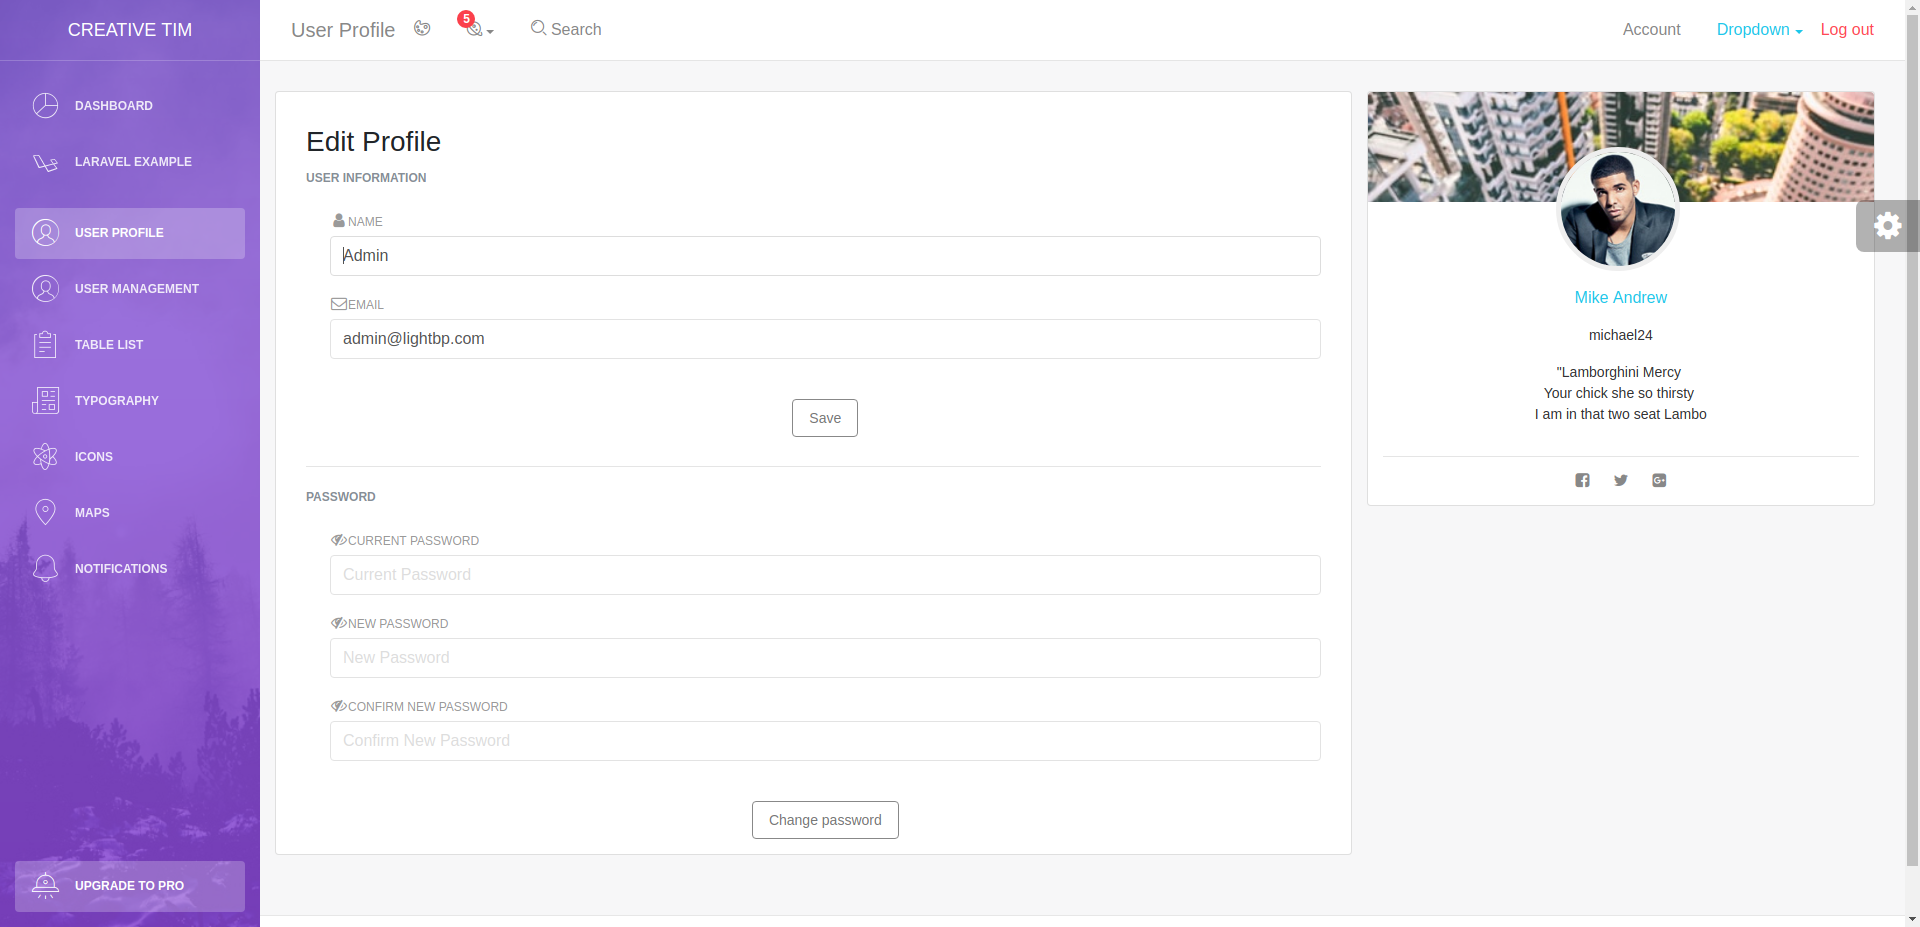 CREATIVE TIM
DASHBOARD
LARAVEL EXAMPLE
USER PROFILE
USER MANAGEMENT
TABLE LIST
TYPOGRAPHY
ICONS
MAPS
NOTIFICATIONS
UPGRADE TO PRO
User Profile
5
Search
Account
Dropdown
Log out
Edit Profile
USER INFORMATION
NAME
Admin
EMAIL
admin@lightbp.com
Save
PASSWORD
CURRENT PASSWORD
Current Password
NEW PASSWORD
New Password
CONFIRM NEW PASSWORD
Confirm New Password
Change password
Mike Andrew
michael24
"Lamborghini Mercy
Your chick she so thirsty
I am in that two seat Lambo